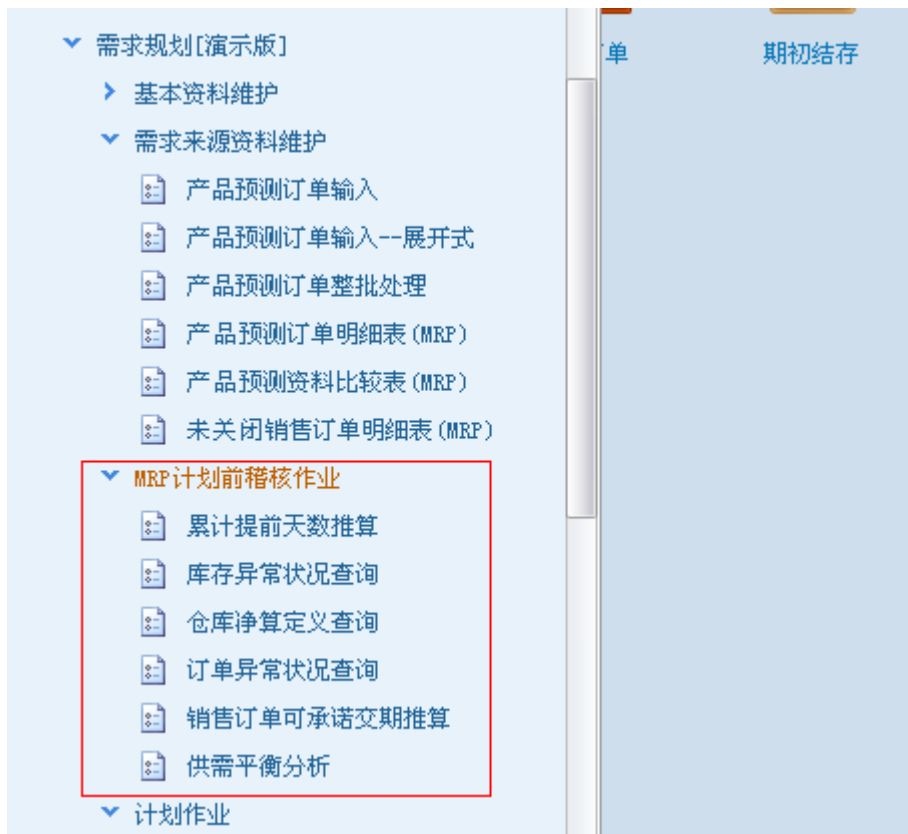 需求规划[演示版]
单
期初结存
基本资料维护
需求来源资料维护
产品预测订单输入
产品预测订单输入--展开式
产品预测订单整批处理
产品预测订单明细表(MRP)
产品预测资料比较表(MRP)
未关闭销售订单明细表(MRP)
MRP计划前稽核作业
累计提前天数推算
库存异常状况查询
仓库净算定义查询
订单异常状况查询
销售订单可承诺交期推算
供需平衡分析
计划作业